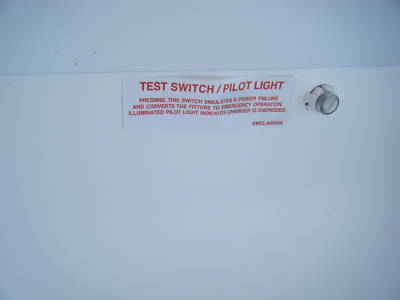 TEST SWITCH / PILOT LIGHT
PRESSING THIS SWITCH SIMULATES A POWER FAILURE
AND CONVERTS THE FIXTURE TO EMERGENCY OPERATION.
ILLUMINATED PILOT LIGHT INDICATES CHARGER IS ENERGIZED.